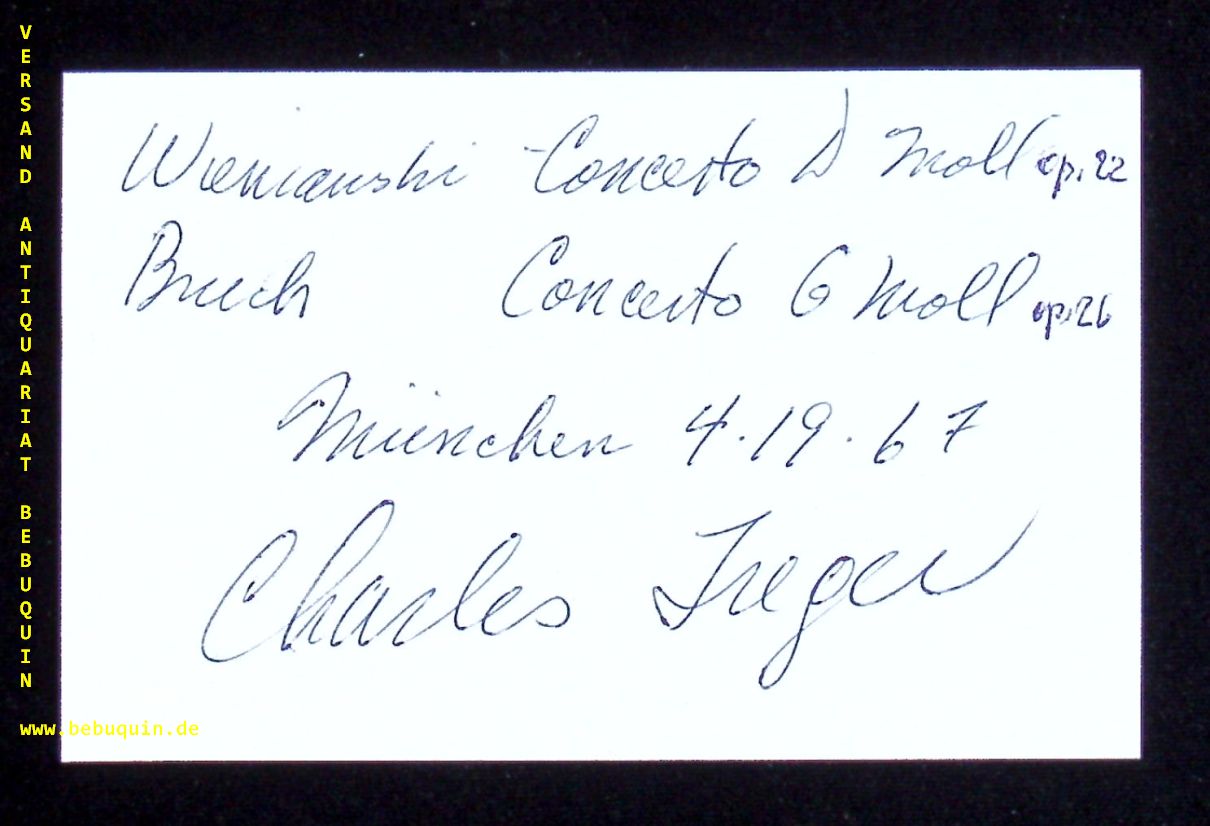 VERSAND ANTIQUARIAT BEBUQUIN
Wieniawski - Concerto D Moll op. 22
Bruch Concerto G Moll op. 26
München 4.19.67
Charles Treger
www.bebuquin.de